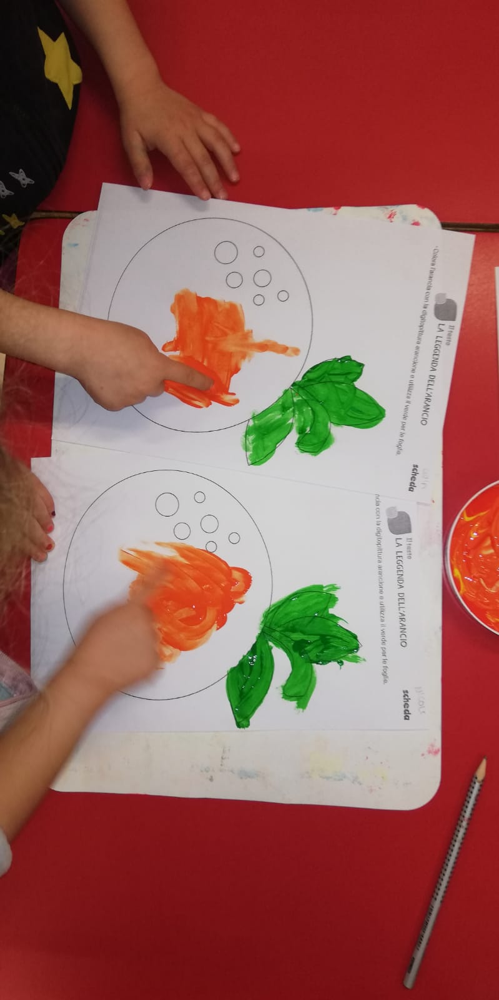 scheda
Il testo
LA LEGGENDA DELL'ARANCIO
• Colora l'arancia con la digitopittura arancione e utilizza il verde per le foglie.
scheda
Il testo
LA LEGGENDA DELL'ARANCIO
ncia con la digitopittura arancione e utilizza il verde per le foglie.